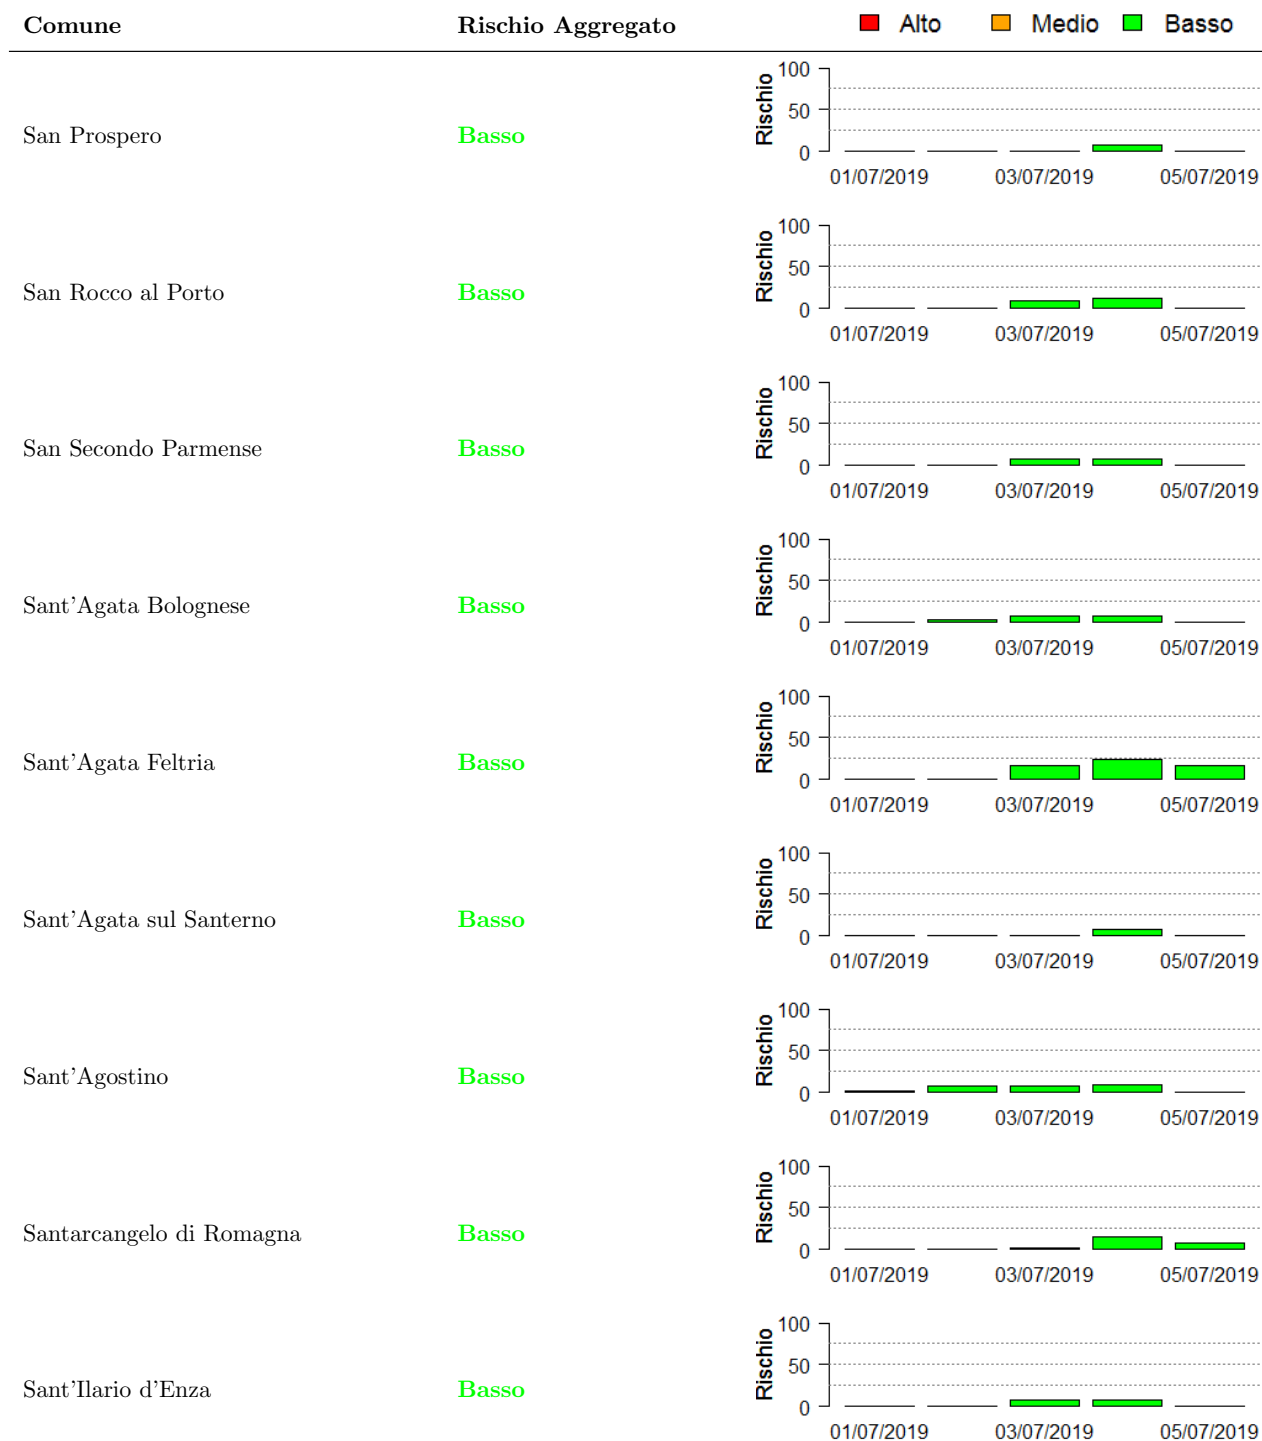 Comune Rischio Aggregato Alto Medio Basso
San Prospero Basso
Rischio
100
50
0
01/07/2019 03/07/2019 05/07/2019
San Rocco al Porto Basso
Rischio
100
50
0
01/07/2019 03/07/2019 05/07/2019
San Secondo Parmense Basso
Rischio
100
50
0
01/07/2019 03/07/2019 05/07/2019
Sant'Agata Bolognese Basso
Rischio
100
50
0
01/07/2019 03/07/2019 05/07/2019
Sant'Agata Feltria Basso
Rischio
100
50
0
01/07/2019 03/07/2019 05/07/2019
Sant'Agata sul Santerno Basso
Rischio
100
50
0
01/07/2019 03/07/2019 05/07/2019
Sant'Agostino Basso
Rischio
100
50
0
01/07/2019 03/07/2019 05/07/2019
Santarcangelo di Romagna Basso
Rischio
100
50
0
01/07/2019 03/07/2019 05/07/2019
Sant'Ilario d'Enza Basso
Rischio
100
50
0
01/07/2019 03/07/2019 05/07/2019